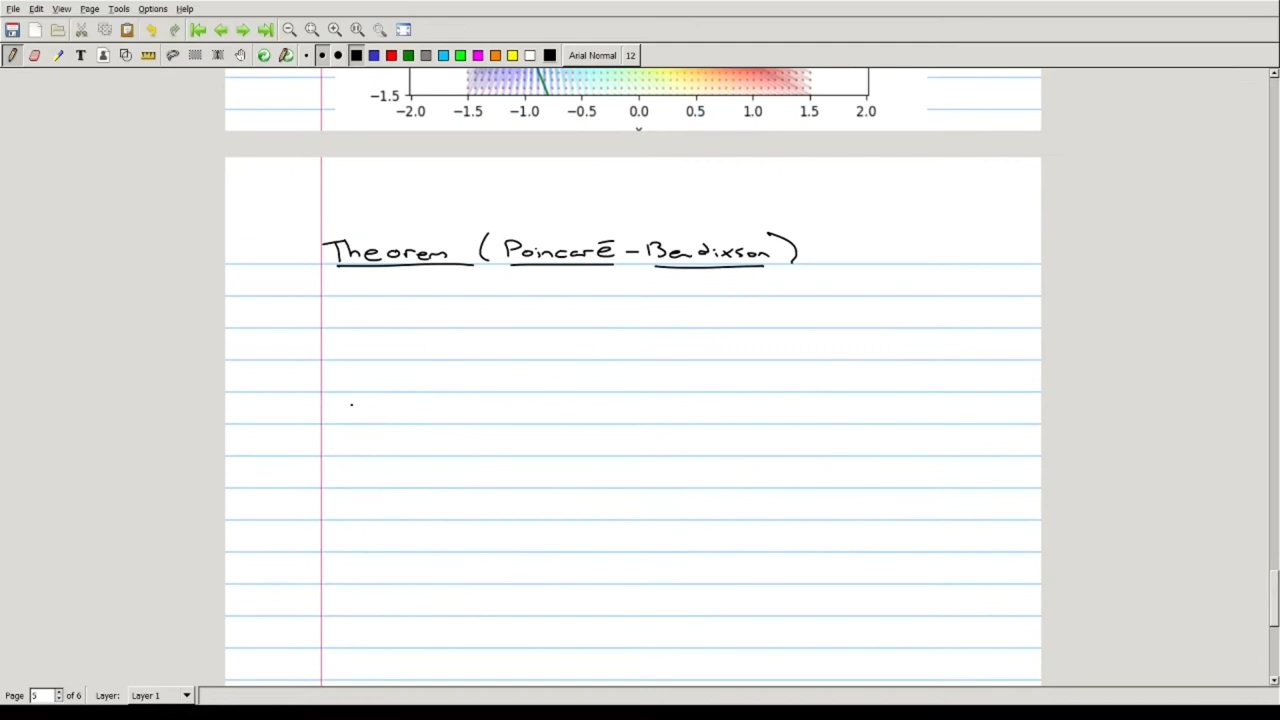 File Edit View Page Tools Options Help
Arial Normal 12
−1.5
−2.0 −1.5 −1.0 −0.5 0.0 0.5 1.0 1.5 2.0
Theorem (Poincarē – Bendixson)
Page 5 of 6 Layer: Layer 1